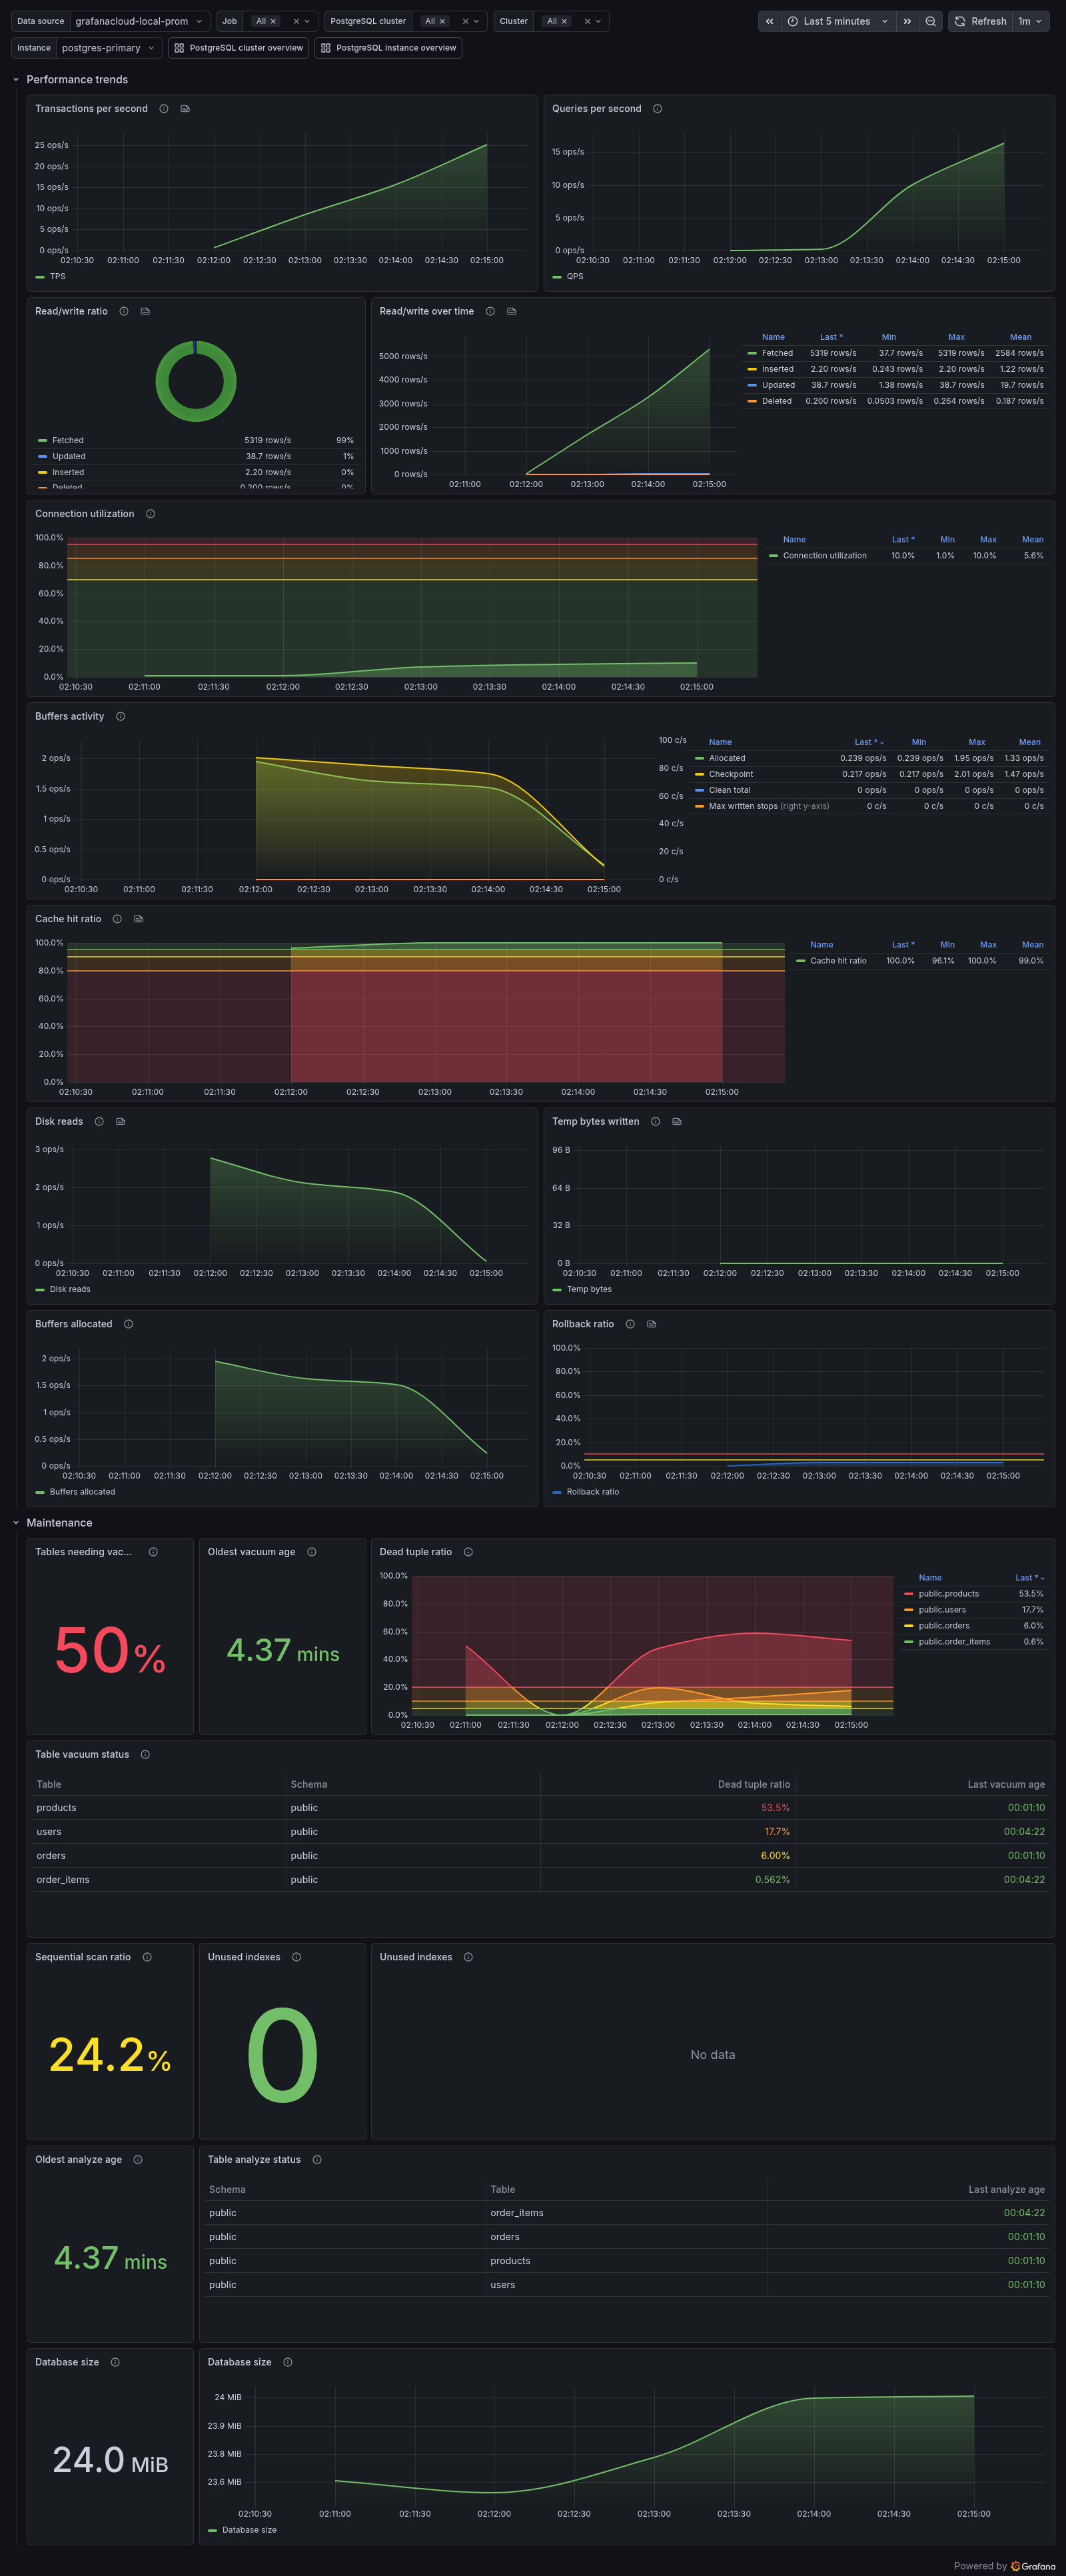 Data source grafanacloud-local-prom Job All PostgreSQL cluster All Cluster All Last 5 minutes Refresh 1m
Instance postgres-primary PostgreSQL cluster overview PostgreSQL instance overview
Performance trends
Transactions per second
25 ops/s
20 ops/s
15 ops/s
10 ops/s
5 ops/s
0 ops/s
02:10:30 02:11:00 02:11:30 02:12:00 02:12:30 02:13:00 02:13:30 02:14:00 02:14:30 02:15:00
TPS
Queries per second
15 ops/s
10 ops/s
5 ops/s
0 ops/s
02:10:30 02:11:00 02:11:30 02:12:00 02:12:30 02:13:00 02:13:30 02:14:00 02:14:30 02:15:00
QPS
Read/write ratio
Fetched 5319 rows/s 99%
Updated 38.7 rows/s 1%
Inserted 2.20 rows/s 0%
Deleted 0.200 rows/s 0%
Read/write over time
5000 rows/s
4000 rows/s
3000 rows/s
2000 rows/s
1000 rows/s
0 rows/s
02:11:00 02:12:00 02:13:00 02:14:00 02:15:00
Name Last * Min Max Mean
Fetched 5319 rows/s 37.7 rows/s 5319 rows/s 2584 rows/s
Inserted 2.20 rows/s 0.243 rows/s 2.20 rows/s 1.22 rows/s
Updated 38.7 rows/s 1.38 rows/s 38.7 rows/s 19.7 rows/s
Deleted 0.200 rows/s 0.0503 rows/s 0.264 rows/s 0.187 rows/s
Connection utilization
100.0%
80.0%
60.0%
40.0%
20.0%
0.0%
02:10:30 02:11:00 02:11:30 02:12:00 02:12:30 02:13:00 02:13:30 02:14:00 02:14:30 02:15:00
Name Last * Min Max Mean
Connection utilization 10.0% 1.0% 10.0% 5.6%
Buffers activity
2 ops/s
1.5 ops/s
1 ops/s
0.5 ops/s
0 ops/s
100 c/s
80 c/s
60 c/s
40 c/s
20 c/s
0 c/s
02:10:30 02:11:00 02:11:30 02:12:00 02:12:30 02:13:00 02:13:30 02:14:00 02:14:30 02:15:00
Name Last * Min Max Mean
Allocated 0.239 ops/s 0.239 ops/s 1.95 ops/s 1.33 ops/s
Checkpoint 0.217 ops/s 0.217 ops/s 2.01 ops/s 1.47 ops/s
Clean total 0 ops/s 0 ops/s 0 ops/s 0 ops/s
Max written stops (right y-axis) 0 c/s 0 c/s 0 c/s 0 c/s
Cache hit ratio
100.0%
80.0%
60.0%
40.0%
20.0%
0.0%
02:10:30 02:11:00 02:11:30 02:12:00 02:12:30 02:13:00 02:13:30 02:14:00 02:14:30 02:15:00
Name Last * Min Max Mean
Cache hit ratio 100.0% 96.1% 100.0% 99.0%
Disk reads
3 ops/s
2 ops/s
1 ops/s
0 ops/s
02:10:30 02:11:00 02:11:30 02:12:00 02:12:30 02:13:00 02:13:30 02:14:00 02:14:30 02:15:00
Disk reads
Temp bytes written
96 B
64 B
32 B
0 B
02:10:30 02:11:00 02:11:30 02:12:00 02:12:30 02:13:00 02:13:30 02:14:00 02:14:30 02:15:00
Temp bytes
Buffers allocated
2 ops/s
1.5 ops/s
1 ops/s
0.5 ops/s
0 ops/s
02:10:30 02:11:00 02:11:30 02:12:00 02:12:30 02:13:00 02:13:30 02:14:00 02:14:30 02:15:00
Buffers allocated
Rollback ratio
100.0%
80.0%
60.0%
40.0%
20.0%
0.0%
02:10:30 02:11:00 02:11:30 02:12:00 02:12:30 02:13:00 02:13:30 02:14:00 02:14:30 02:15:00
Rollback ratio
Maintenance
Tables needing vac...
50%
Oldest vacuum age
4.37 mins
Dead tuple ratio
100.0%
80.0%
60.0%
40.0%
20.0%
0.0%
02:10:30 02:11:00 02:11:30 02:12:00 02:12:30 02:13:00 02:13:30 02:14:00 02:14:30 02:15:00
Name Last *
public.products 53.5%
public.users 17.7%
public.orders 6.0%
public.order_items 0.6%
Table vacuum status
Table Schema Dead tuple ratio Last vacuum age
products public 53.5% 00:01:10
users public 17.7% 00:04:22
orders public 6.00% 00:01:10
order_items public 0.562% 00:04:22
Sequential scan ratio
24.2%
Unused indexes
0
Unused indexes
No data
Oldest analyze age
4.37 mins
Table analyze status
Schema Table Last analyze age
public order_items 00:04:22
public orders 00:01:10
public products 00:01:10
public users 00:01:10
Database size
24.0 MiB
Database size
24 MiB
23.9 MiB
23.8 MiB
23.6 MiB
02:10:30 02:11:00 02:11:30 02:12:00 02:12:30 02:13:00 02:13:30 02:14:00 02:14:30 02:15:00
Database size
Powered by Grafana